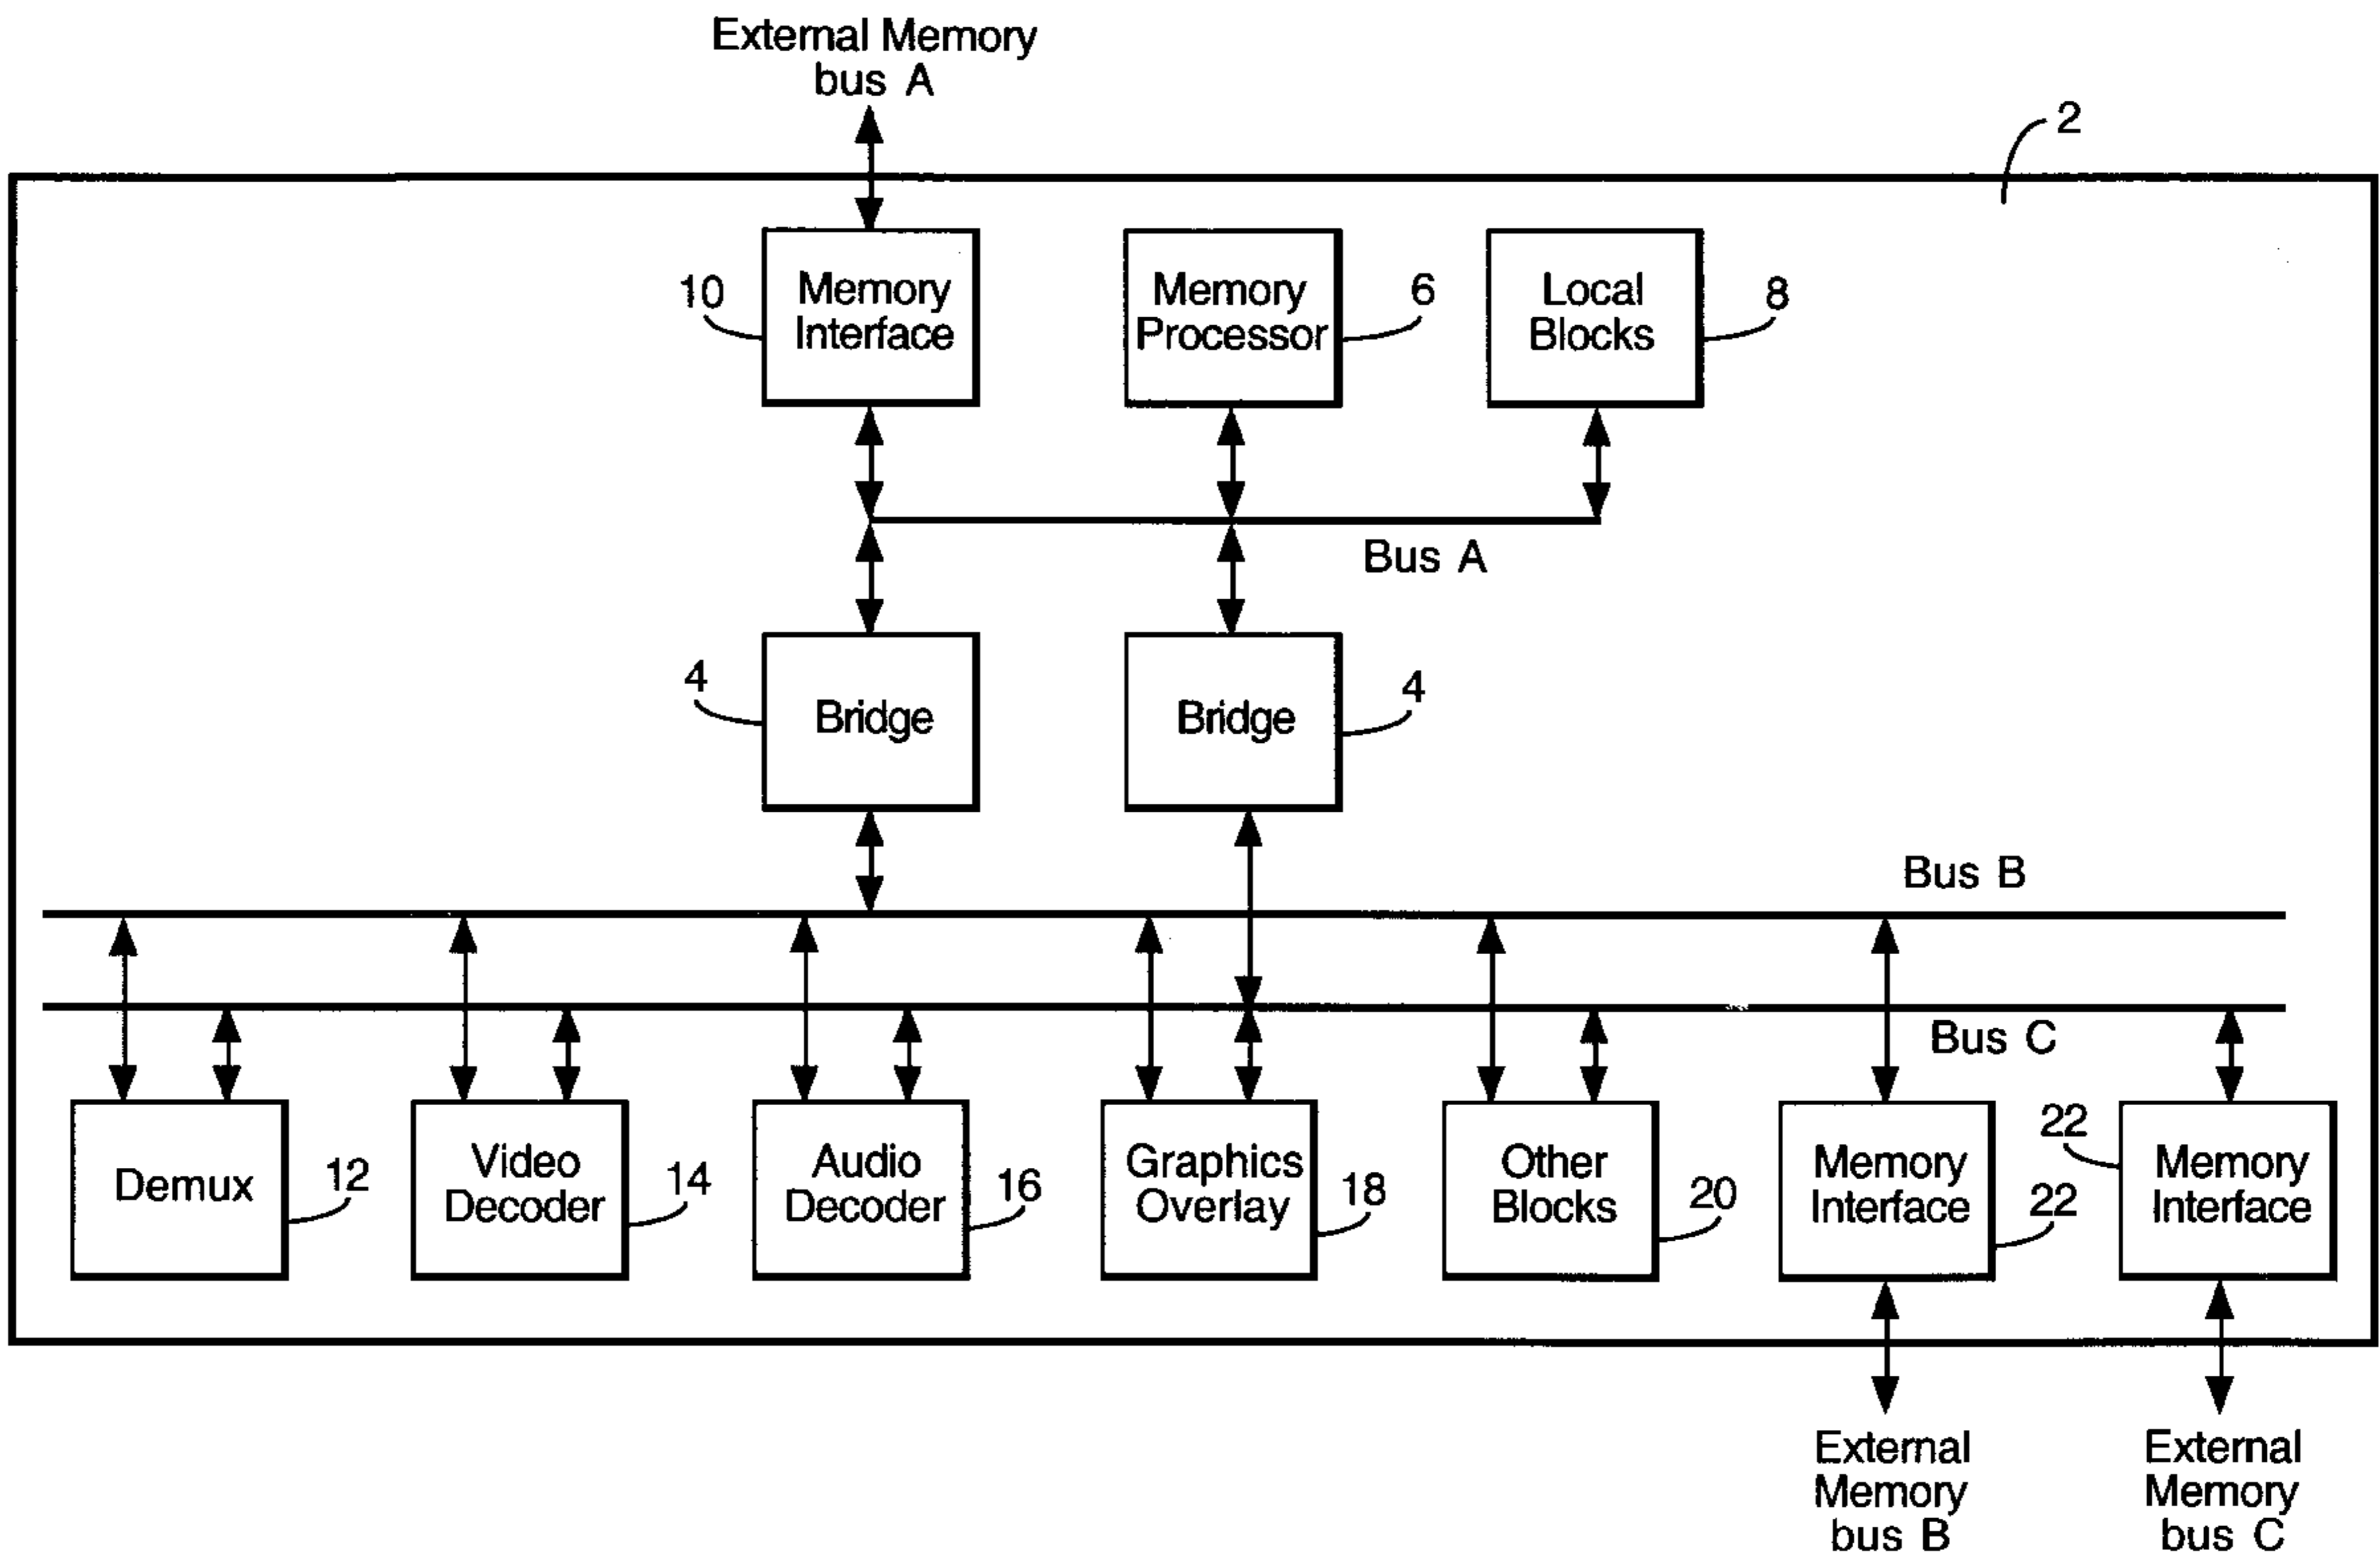 External Memory
bus A
2
10
Memory
Interface
Memory
Processor
6
Local
Blocks
8
Bus A
4
Bridge
Bridge
4
Bus B
Bus C
Demux
12
Video
Decoder
14
Audio
Decoder
16
Graphics
Overlay
18
Other
Blocks
20
Memory
Interface
22
22
Memory
Interface
External
Memory
bus B
External
Memory
bus C